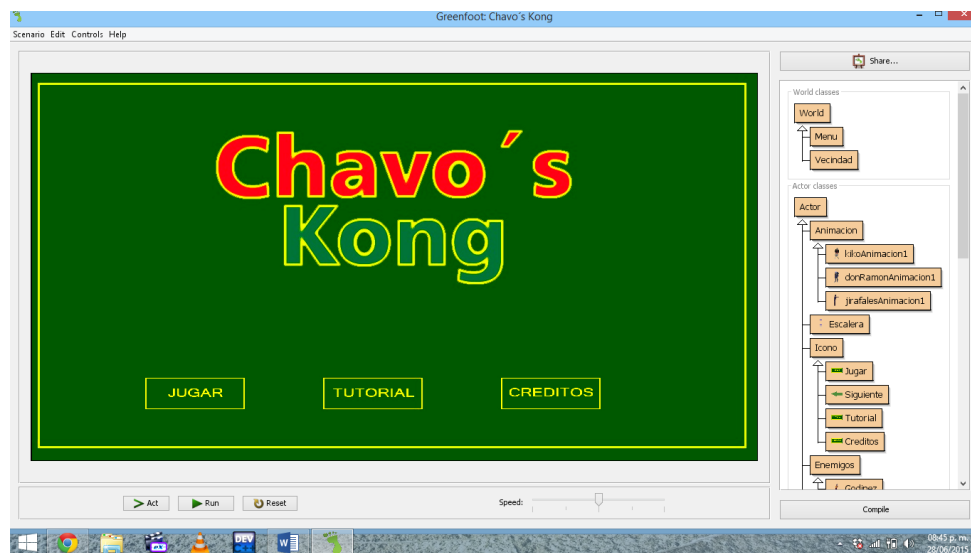 Greenfoot: Chavo´s Kong
Scenario Edit Controls Help
Share...
Chavo´s
Kong
JUGAR TUTORIAL CREDITOS
World classes
World
Menu
Vecindad
Actor classes
Actor
Animacion
kikoAnimacion1
donRamonAnimacion1
jirafalesAnimacion1
Escalera
Icono
Jugar
Siguiente
Tutorial
Creditos
Enemigos
Godinez
Act Run Reset Speed:
Compile
DEV
W
08:45 p. m.
28/06/2015